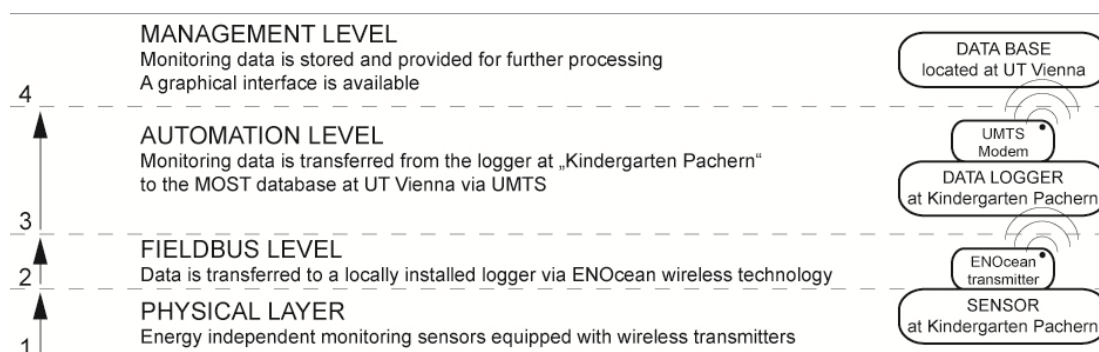 MANAGEMENT LEVEL
Monitoring data is stored and provided for further processing
A graphical interface is available
DATA BASE
located at UT Vienna
4
AUTOMATION LEVEL
Monitoring data is transferred from the logger at „Kindergarten Pachern“
to the MOST database at UT Vienna via UMTS
UMTS
Modem
DATA LOGGER
at Kindergarten Pachern
3
FIELDBUS LEVEL
Data is transferred to a locally installed logger via ENOcean wireless technology
ENOcean
transmitter
2
PHYSICAL LAYER
Energy independent monitoring sensors equipped with wireless transmitters
SENSOR
at Kindergarten Pachern
1